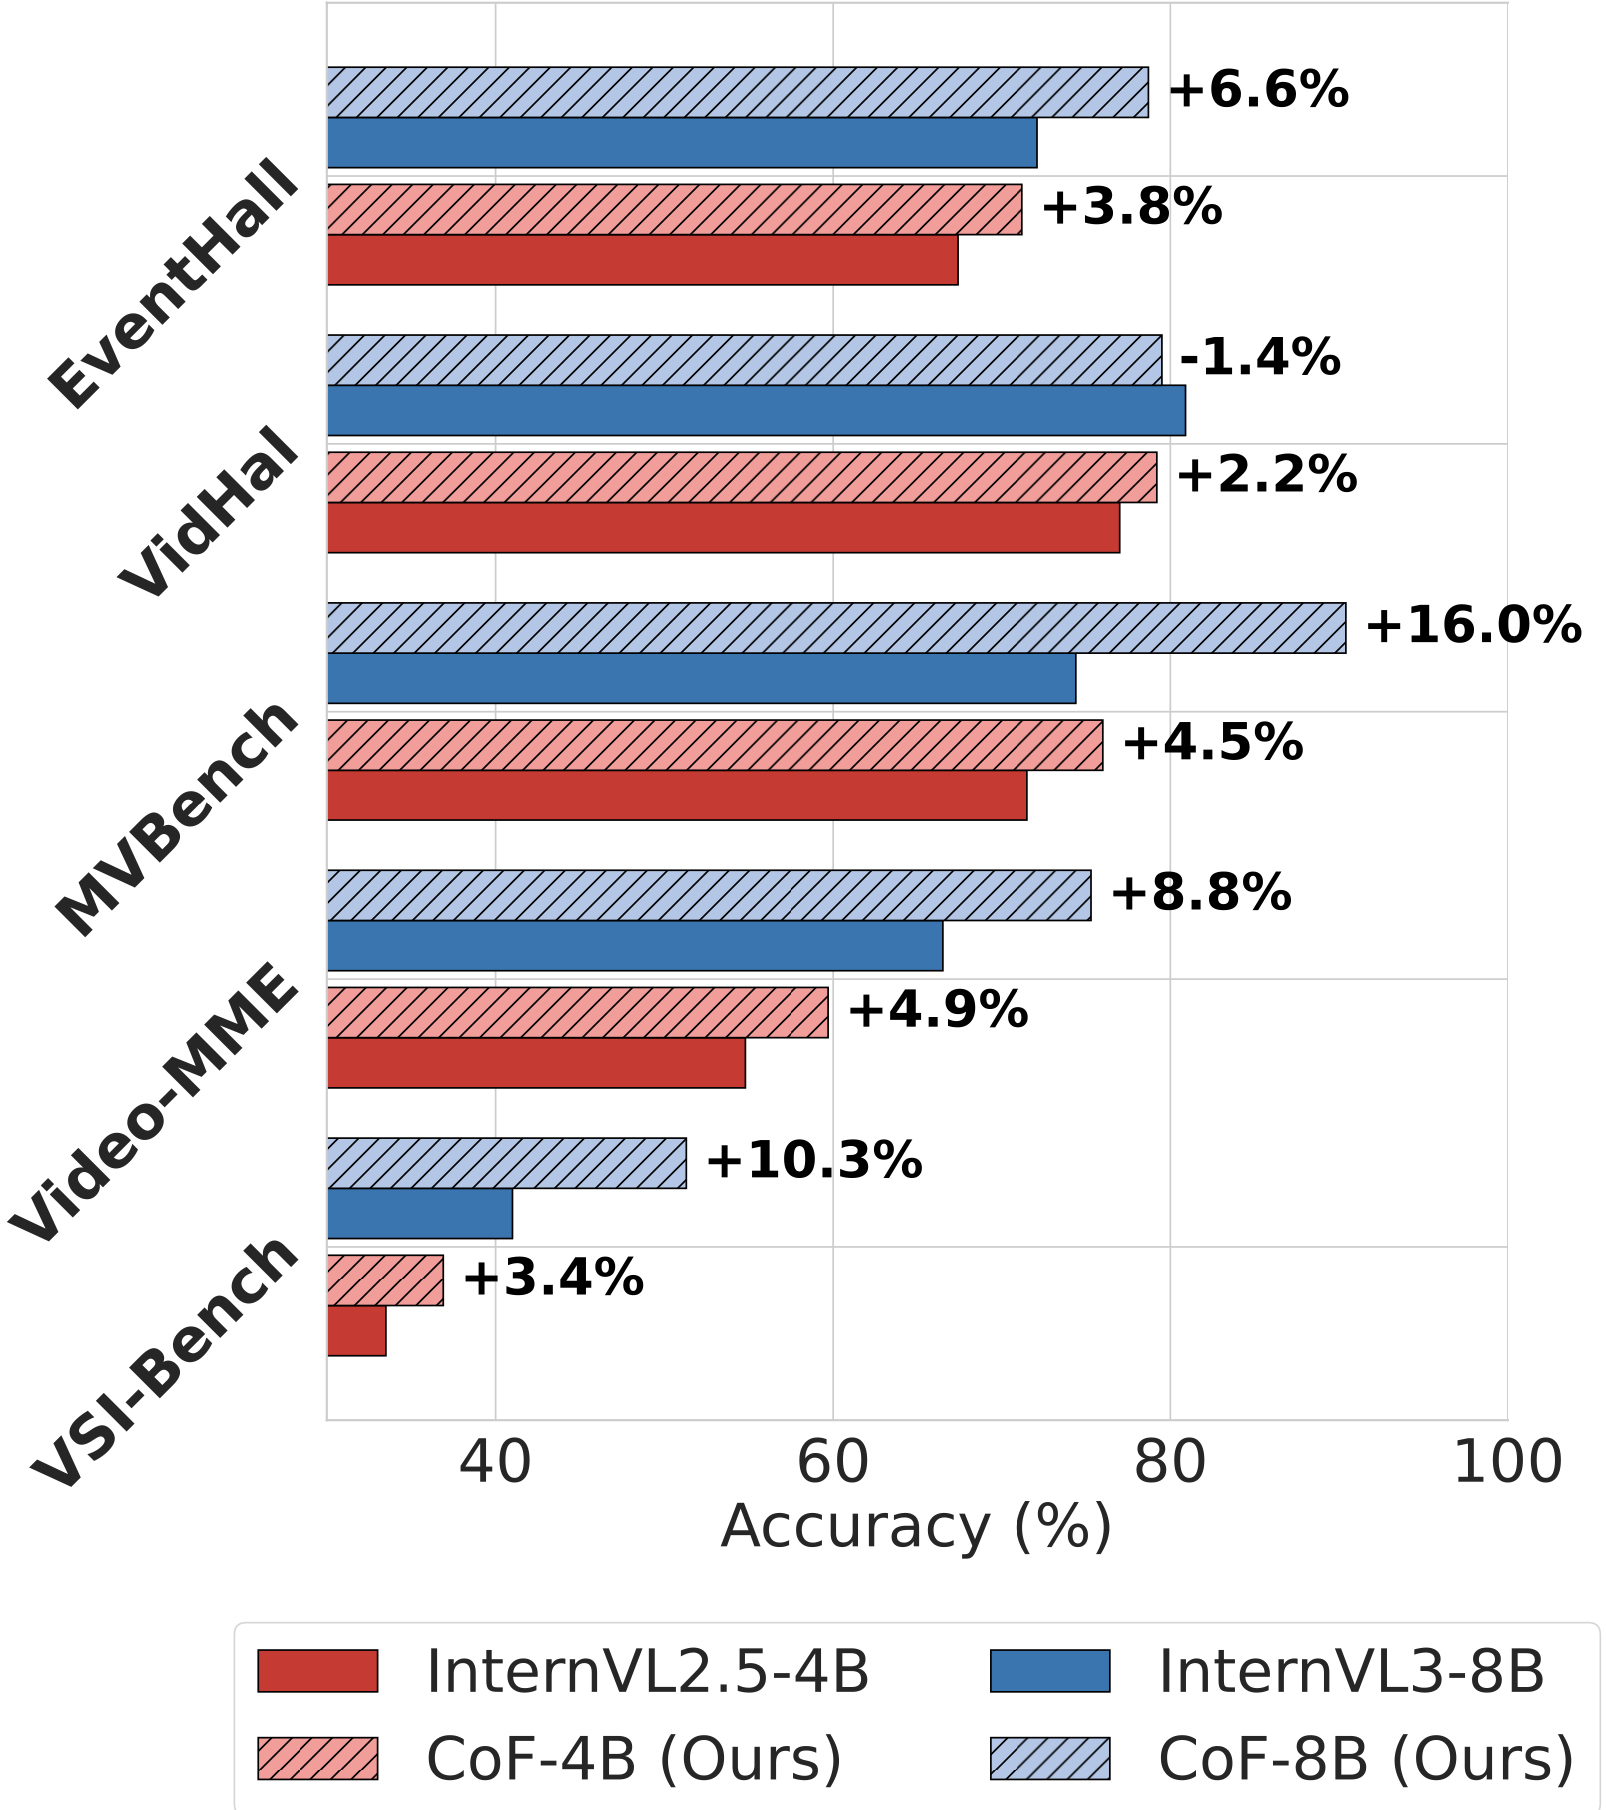 +6.6%
EventHall
+3.8%
-1.4%
VidHal
+2.2%
+16.0%
MVBench
+4.5%
+8.8%
Video-MME
+4.9%
+10.3%
VSI-Bench
+3.4%
40 60 80 100
Accuracy (%)
InternVL2.5-4B InternVL3-8B
CoF-4B (Ours) CoF-8B (Ours)